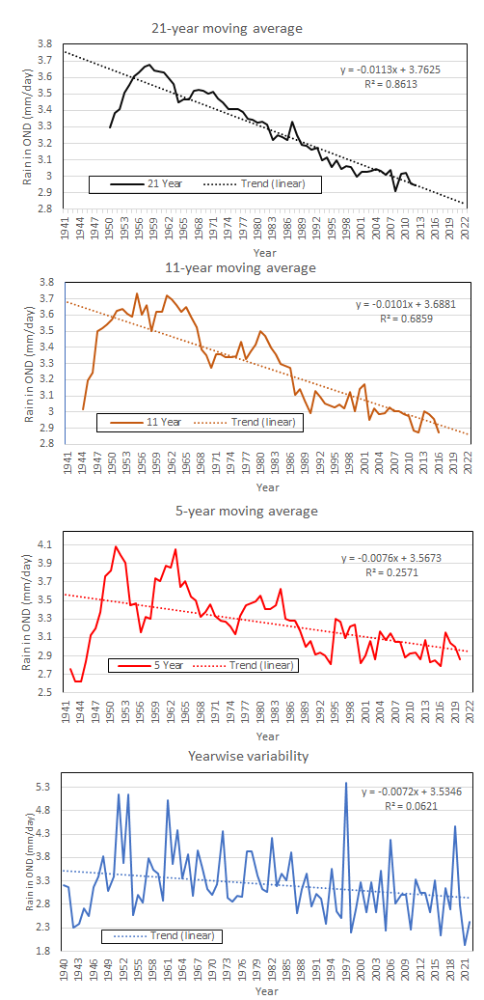 21-year moving average
3.8
3.7
3.6
3.5
3.4
3.3
3.2
3.1
3
2.9
2.8
Rain in OND (mm/day)
y = -0.0113x + 3.7625
R² = 0.8613
21 Year Trend (linear)
1941 1944 1947 1950 1953 1956 1959 1962 1965 1968 1971 1974 1977 1980 1983 1986 1989 1992 1995 1998 2001 2004 2007 2010 2013 2016 2019 2022
Year
11-year moving average
3.8
3.7
3.6
3.5
3.4
3.3
3.2
3.1
3
2.9
2.8
Rain in OND (mm/day)
y = -0.0101x + 3.6881
R² = 0.6859
11 Year Trend (linear)
1941 1944 1947 1950 1953 1956 1959 1962 1965 1968 1971 1974 1977 1980 1983 1986 1989 1992 1995 1998 2001 2004 2007 2010 2013 2016 2019 2022
Year
5-year moving average
4.1
3.9
3.7
3.5
3.3
3.1
2.9
2.7
2.5
Rain in OND (mm/day)
y = -0.0076x + 3.5673
R² = 0.2571
5 Year Trend (linear)
1941 1944 1947 1950 1953 1956 1959 1962 1965 1968 1971 1974 1977 1980 1983 1986 1989 1992 1995 1998 2001 2004 2007 2010 2013 2016 2019 2022
Year
Yearwise variability
5.3
4.8
4.3
3.8
3.3
2.8
2.3
1.8
Rain in OND (mm/day)
y = -0.0072x + 3.5346
R² = 0.0621
Trend (linear)
1940 1943 1946 1949 1952 1955 1958 1961 1964 1967 1970 1973 1976 1979 1982 1985 1988 1991 1994 1997 2000 2003 2006 2009 2012 2015 2018 2021
Year